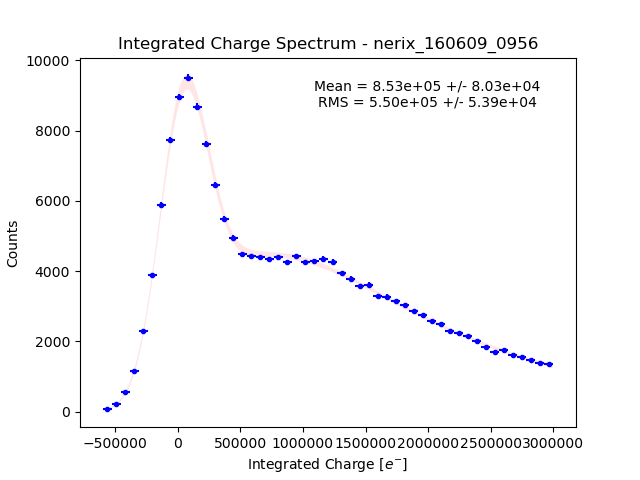 Integrated Charge Spectrum - nerix_160609_0956
Mean = 8.53e+05 +/- 8.03e+04
RMS = 5.50e+05 +/- 5.39e+04
Counts
10000
8000
6000
4000
2000
0
−500000 0 500000 1000000 1500000 2000000 2500000 3000000
Integrated Charge [e⁻]